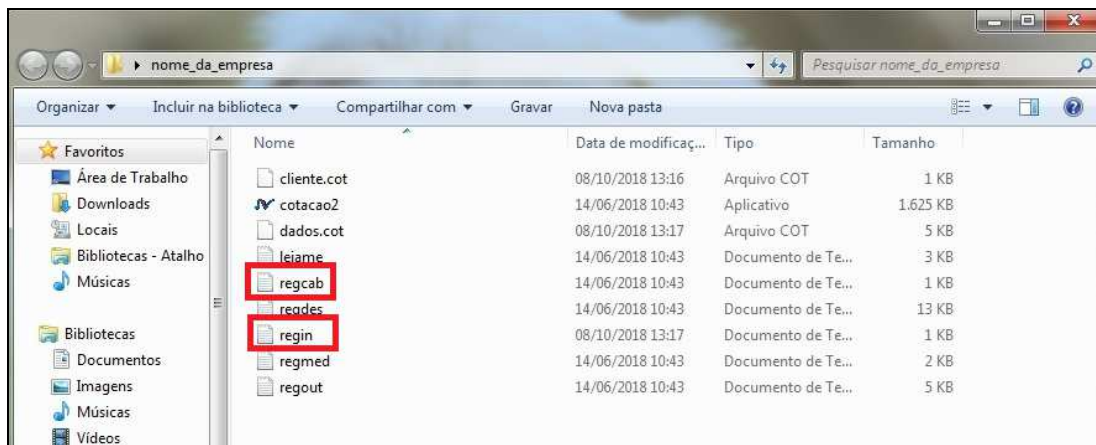 nome_da_empresa
Pesquisar nome_da_empresa
Organizar
Incluir na biblioteca
Compartilhar com
Gravar
Nova pasta
Favoritos
Área de Trabalho
Downloads
Locais
Bibliotecas - Atalho
Músicas
Bibliotecas
Documentos
Imagens
Músicas
Vídeos
Nome Data de modificaç... Tipo Tamanho
cliente.cot 08/10/2018 13:16 Arquivo COT 1 KB
cotacao2 14/06/2018 10:43 Aplicativo 1.625 KB
dados.cot 08/10/2018 13:17 Arquivo COT 5 KB
leiame 14/06/2018 10:43 Documento de Te... 3 KB
regcab 14/06/2018 10:43 Documento de Te... 1 KB
regdes 14/06/2018 10:43 Documento de Te... 13 KB
regin 08/10/2018 13:17 Documento de Te... 1 KB
regmed 14/06/2018 10:43 Documento de Te... 2 KB
regout 14/06/2018 10:43 Documento de Te... 5 KB